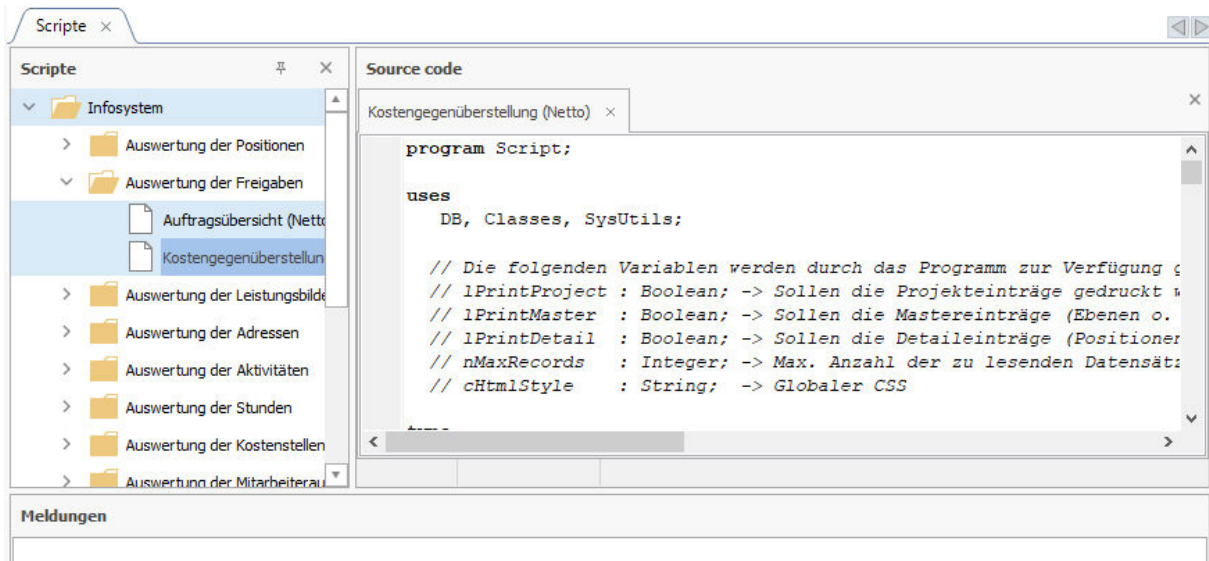 Scripte
Scripte
Infosystem
Auswertung der Positionen
Auswertung der Freigaben
Auftragsübersicht (Netto
Kostengegenüberstellun
Auswertung der Leistungsbilde
Auswertung der Adressen
Auswertung der Aktivitäten
Auswertung der Stunden
Auswertung der Kostenstellen
Auswertung der Mitarbeiterau
Source code
Kostengegenüberstellung (Netto)
program Script;
uses
DB, Classes, SysUtils;
// Die folgenden Variablen werden durch das Programm zur Verfügung g
// lPrintProject : Boolean; -> Sollen die Projekteinträge gedruckt w
// lPrintMaster  : Boolean; -> Sollen die Mastereinträge (Ebenen o.
// lPrintDetail  : Boolean; -> Sollen die Detaileinträge (Positionen
// nMaxRecords   : Integer; -> Max. Anzahl der zu lesenden Datensätz
// cHtmlStyle    : String;  -> Globaler CSS
Meldungen